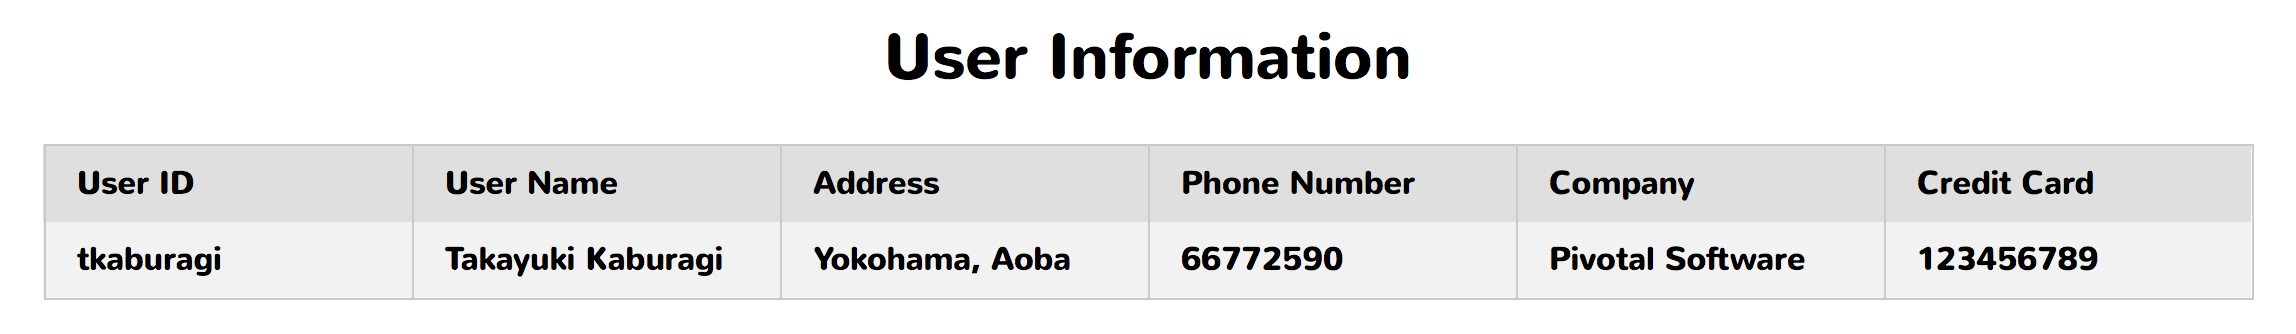 User Information
User ID User Name Address Phone Number Company Credit Card
tkaburagi Takayuki Kaburagi Yokohama, Aoba 66772590 Pivotal Software 123456789